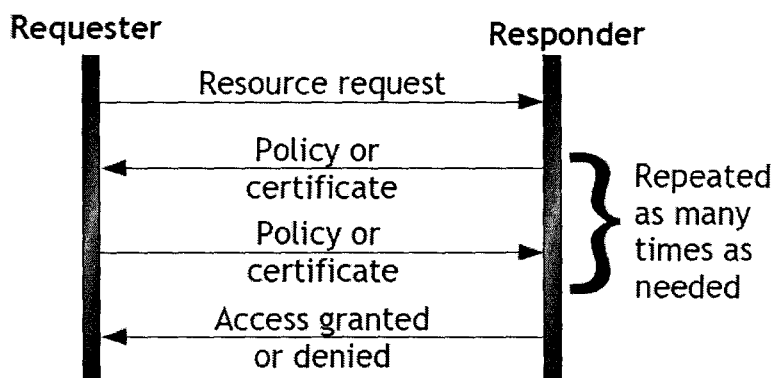 Requester
Responder
Resource request
Policy or
certificate
Policy or
certificate
Repeated
as many
times as
needed
Access granted
or denied